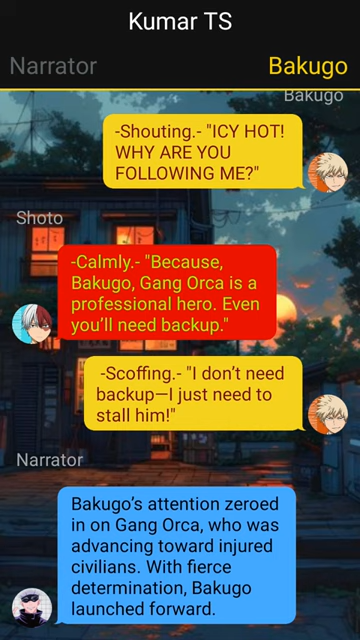 Kumar TS
Narrator
Bakugo
Bakugo
-Shouting.- "ICY HOT!
WHY ARE YOU
FOLLOWING ME?"
Shoto
-Calmly.- "Because,
Bakugo, Gang Orca is a
professional hero. Even
you’ll need backup."
-Scoffing.- "I don’t need
backup—I just need to
stall him!"
Narrator
Bakugo’s attention zeroed
in on Gang Orca, who was
advancing toward injured
civilians. With fierce
determination, Bakugo
launched forward.